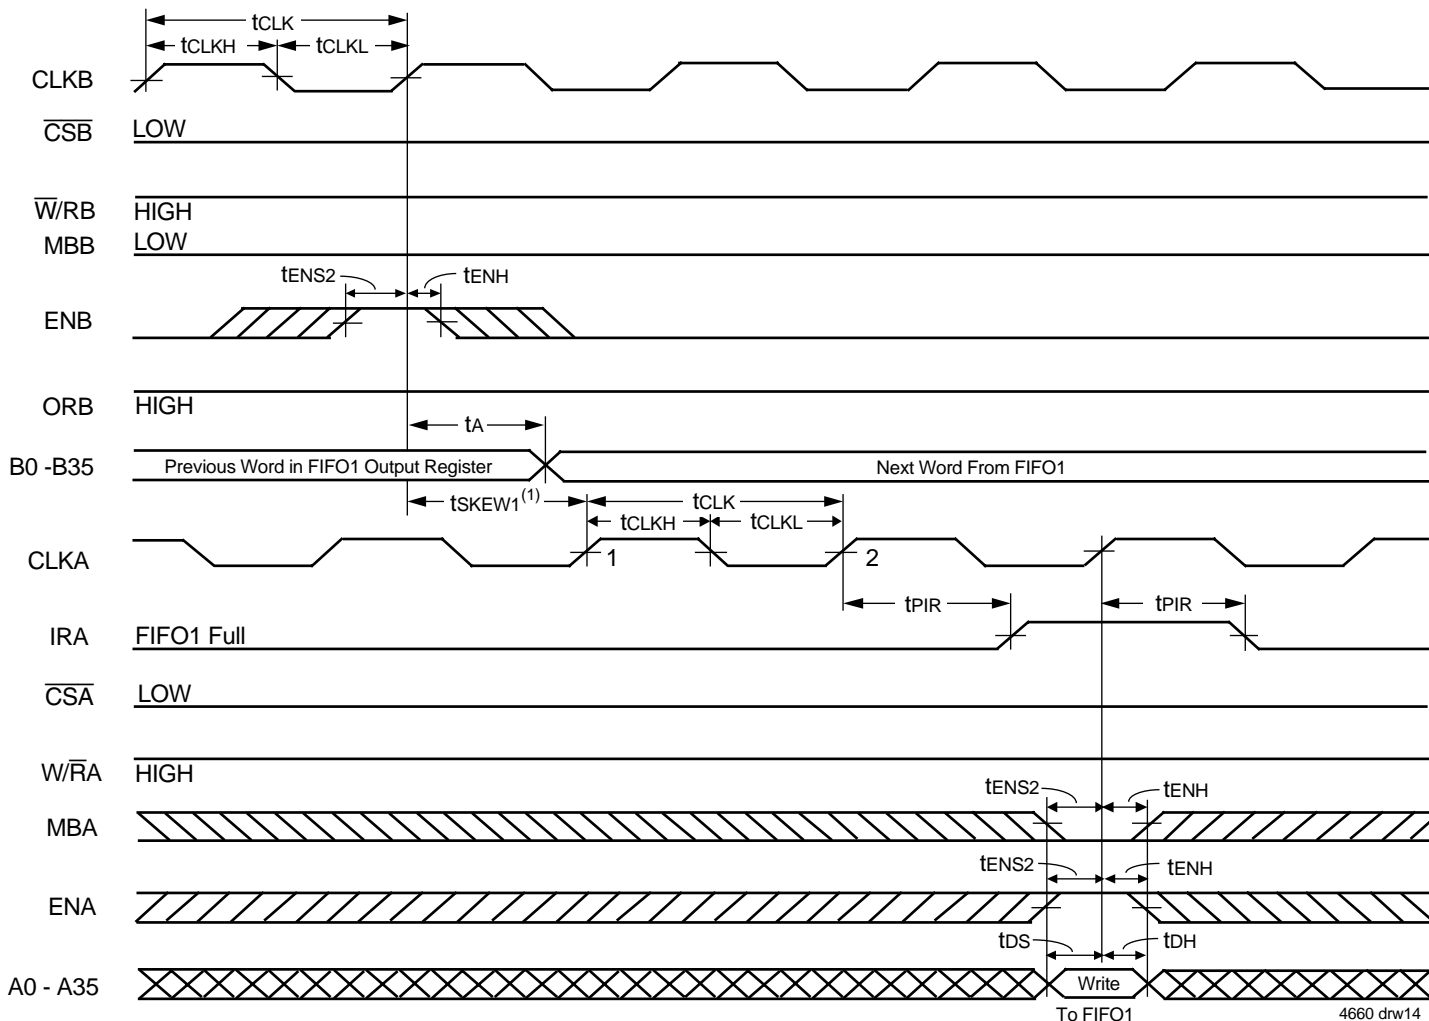 tCLK
tCLKH
tCLKL
CLKB
CSB
LOW
W/RB
HIGH
MBB
LOW
tENS2
tENH
ENB
ORB
HIGH
tA
B0 -B35
Previous Word in FIFO1 Output Register
Next Word From FIFO1
tSKEW1(1)
tCLK
tCLKH
tCLKL
CLKA
1
2
tPIR
tPIR
IRA
FIFO1 Full
CSA
LOW
W/RA
HIGH
tENS2
tENH
MBA
tENS2
tENH
ENA
tDS
tDH
A0 - A35
Write
To FIFO1
4660 drw14